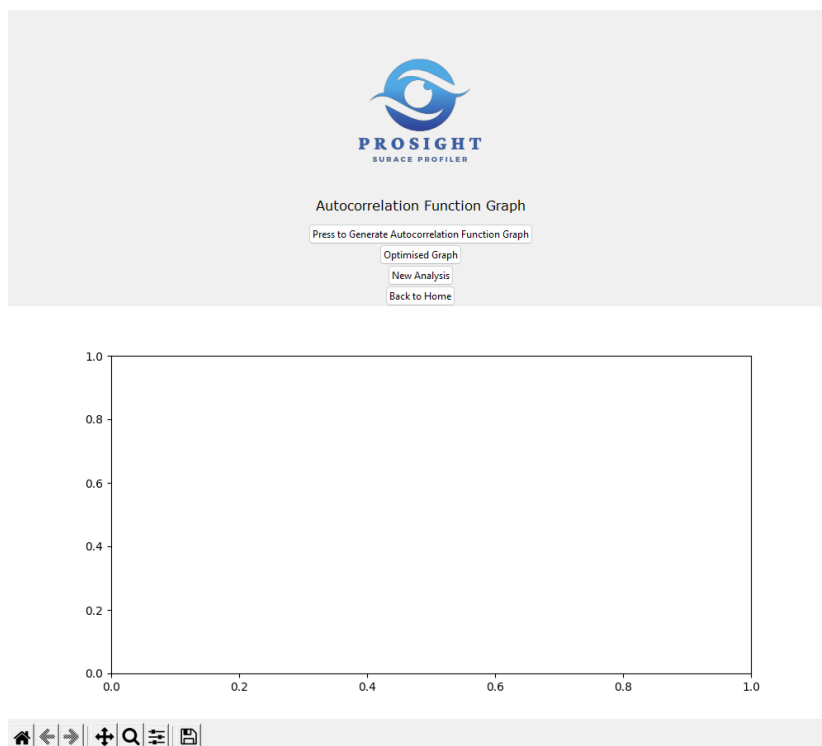 PROSIGHT
SURACE PROFILER
Autocorrelation Function Graph
Press to Generate Autocorrelation Function Graph
Optimised Graph
New Analysis
Back to Home
1.0
0.8
0.6
0.4
0.2
0.0
0.0 0.2 0.4 0.6 0.8 1.0